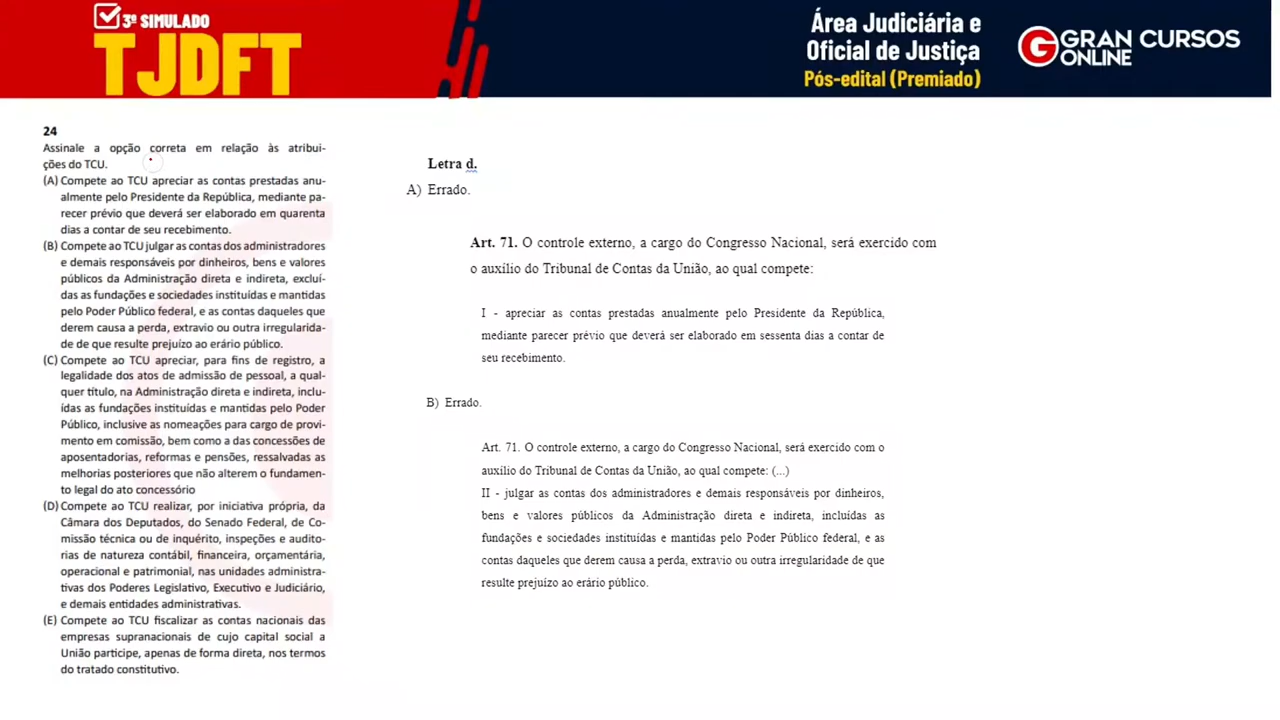 3º SIMULADO
TJDFT
Área Judiciária e
Oficial de Justiça
Pós-edital (Premiado)
GRAN CURSOS
ONLINE
24
Assinale a opção correta em relação às atribui-
ções do TCU.
(A) Compete ao TCU apreciar as contas prestadas anu-
almente pelo Presidente da República, mediante pa-
recer prévio que deverá ser elaborado em quarenta
dias a contar de seu recebimento.
(B) Compete ao TCU julgar as contas dos administradores
e demais responsáveis por dinheiros, bens e valores
públicos da Administração direta e indireta, excluí-
das as fundações e sociedades instituídas e mantidas
pelo Poder Público federal, e as contas daqueles que
derem causa a perda, extravio ou outra irregularida-
de de que resulte prejuízo ao erário público.
(C) Compete ao TCU apreciar, para fins de registro, a
legalidade dos atos de admissão de pessoal, a qual-
quer título, na Administração direta e indireta, inclu-
ídas as fundações instituídas e mantidas pelo Poder
Público, inclusive as nomeações para cargo de provi-
mento em comissão, bem como a das concessões de
aposentadorias, reformas e pensões, ressalvadas as
melhorias posteriores que não alterem o fundamen-
to legal do ato concessório
(D) Compete ao TCU realizar, por iniciativa própria, da
Câmara dos Deputados, do Senado Federal, de Co-
missão técnica ou de inquérito, inspeções e audito-
rias de natureza contábil, financeira, orçamentária,
operacional e patrimonial, nas unidades administra-
tivas dos Poderes Legislativo, Executivo e Judiciário,
e demais entidades administrativas.
(E) Compete ao TCU fiscalizar as contas nacionais das
empresas supranacionais de cujo capital social a
União participe, apenas de forma direta, nos termos
do tratado constitutivo.
Letra d.
A) Errado.
Art. 71. O controle externo, a cargo do Congresso Nacional, será exercido com
o auxílio do Tribunal de Contas da União, ao qual compete:
I - apreciar as contas prestadas anualmente pelo Presidente da República,
mediante parecer prévio que deverá ser elaborado em sessenta dias a contar de
seu recebimento.
B) Errado.
Art. 71. O controle externo, a cargo do Congresso Nacional, será exercido com o
auxílio do Tribunal de Contas da União, ao qual compete: (...)
II - julgar as contas dos administradores e demais responsáveis por dinheiros,
bens e valores públicos da Administração direta e indireta, incluídas as
fundações e sociedades instituídas e mantidas pelo Poder Público federal, e as
contas daqueles que derem causa a perda, extravio ou outra irregularidade de que
resulte prejuízo ao erário público.